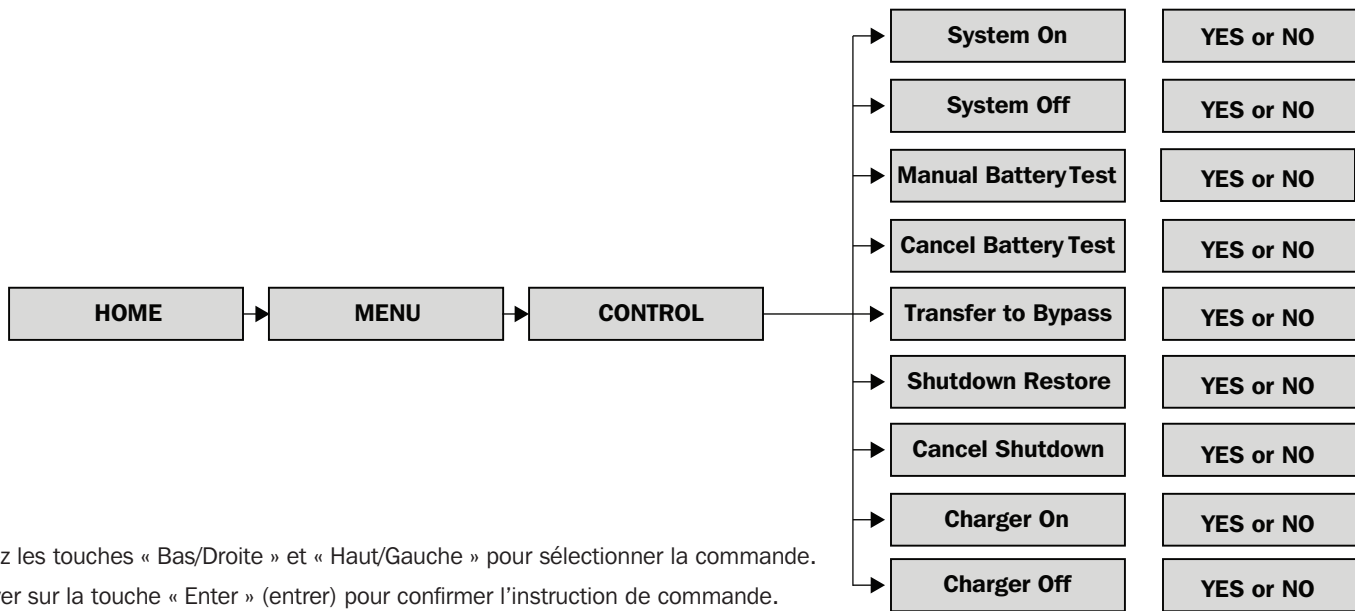 System On YES or NO
System Off YES or NO
Manual Battery Test YES or NO
Cancel Battery Test YES or NO
HOME MENU CONTROL Transfer to Bypass YES or NO
Shutdown Restore YES or NO
Cancel Shutdown YES or NO
Charger On YES or NO
z les touches « Bas/Droite » et « Haut/Gauche » pour sélectionner la commande.
Charger Off YES or NO
er sur la touche « Enter » (entrer) pour confirmer l’instruction de commande.